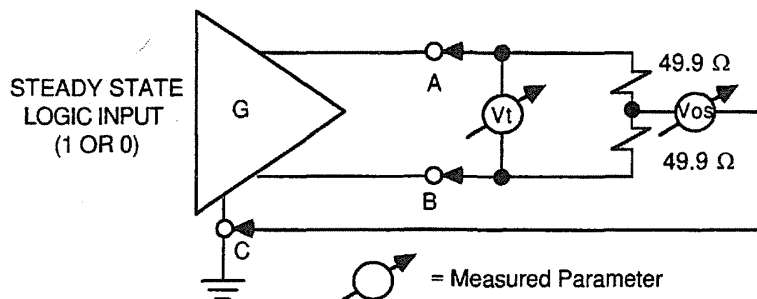 STEADY STATE
LOGIC INPUT
(1 OR 0)
G
A
B
C
Vt
49.9 Ω
Vos
49.9 Ω
= Measured Parameter